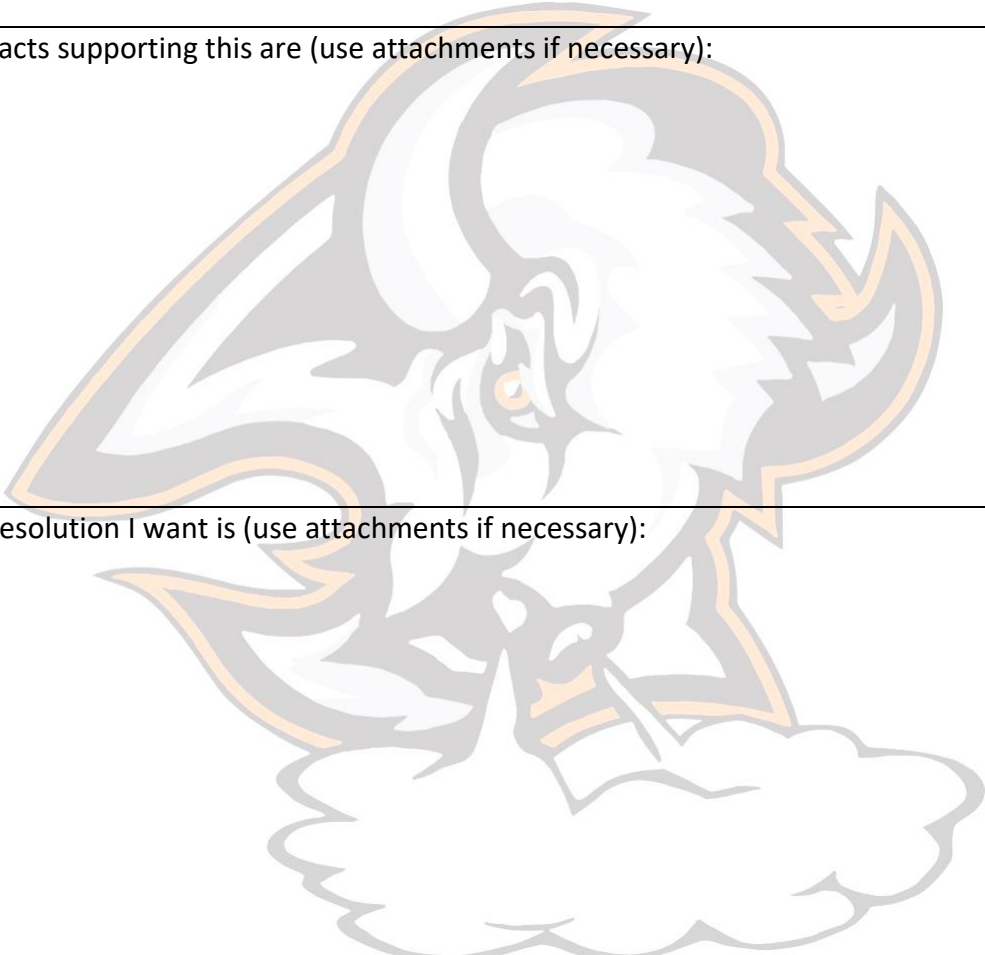 acts supporting this are (use attachments if necessary):
esolution I want is (use attachments if necessary):